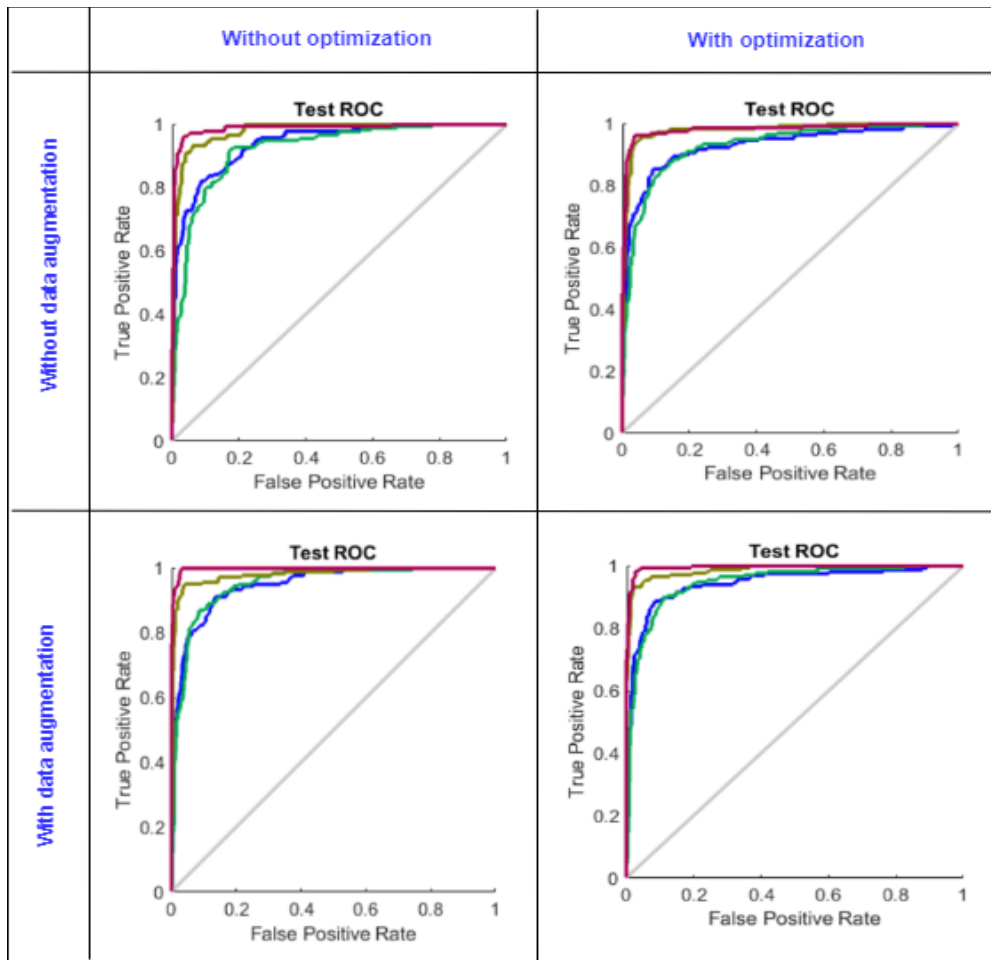 Without optimization
With optimization
Without data augmentation
Test ROC
1
0.8
0.6
0.4
0.2
0
True Positive Rate
0 0.2 0.4 0.6 0.8 1
False Positive Rate
Test ROC
1
0.8
0.6
0.4
0.2
0
True Positive Rate
0 0.2 0.4 0.6 0.8 1
False Positive Rate
With data augmentation
Test ROC
1
0.8
0.6
0.4
0.2
0
True Positive Rate
0 0.2 0.4 0.6 0.8 1
False Positive Rate
Test ROC
1
0.8
0.6
0.4
0.2
0
True Positive Rate
0 0.2 0.4 0.6 0.8 1
False Positive Rate